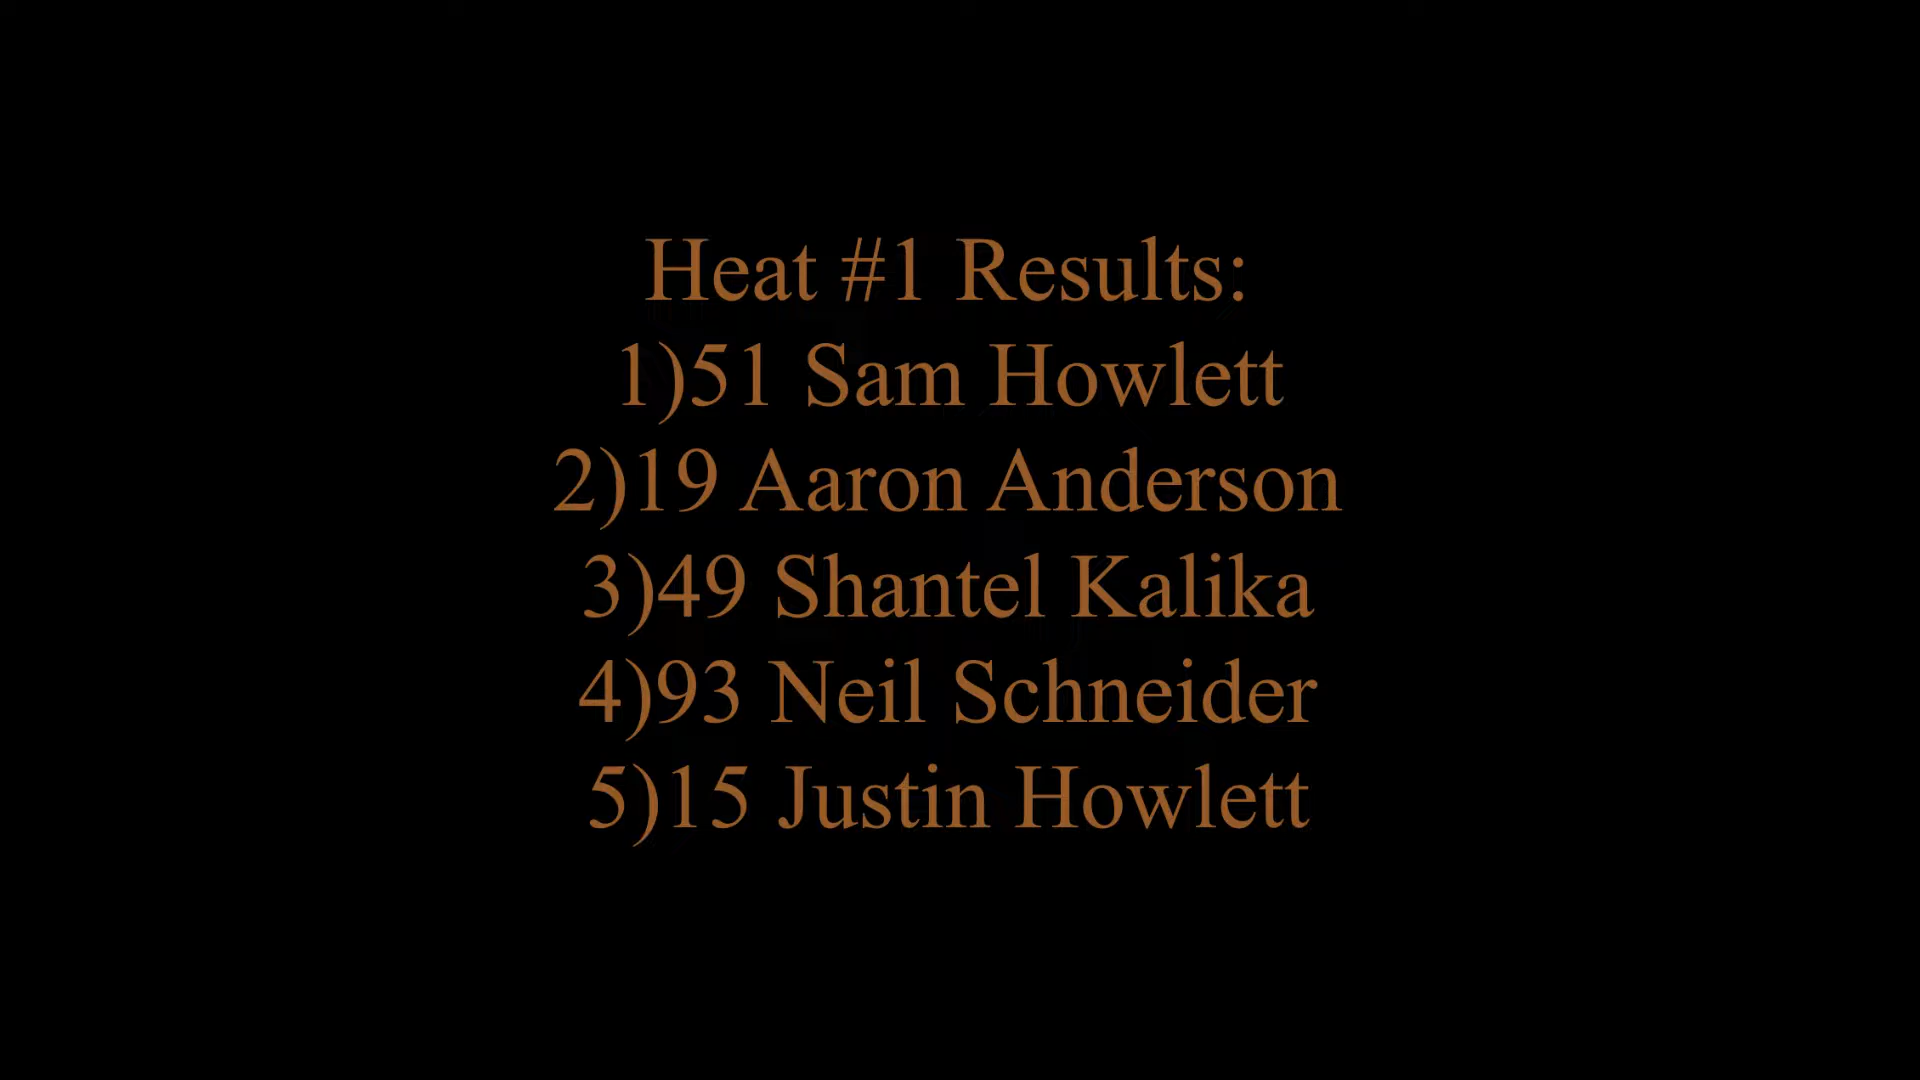 Heat #1 Results:
1)51 Sam Howlett
2)19 Aaron Anderson
3)49 Shantel Kalika
4)93 Neil Schneider
5)15 Justin Howlett